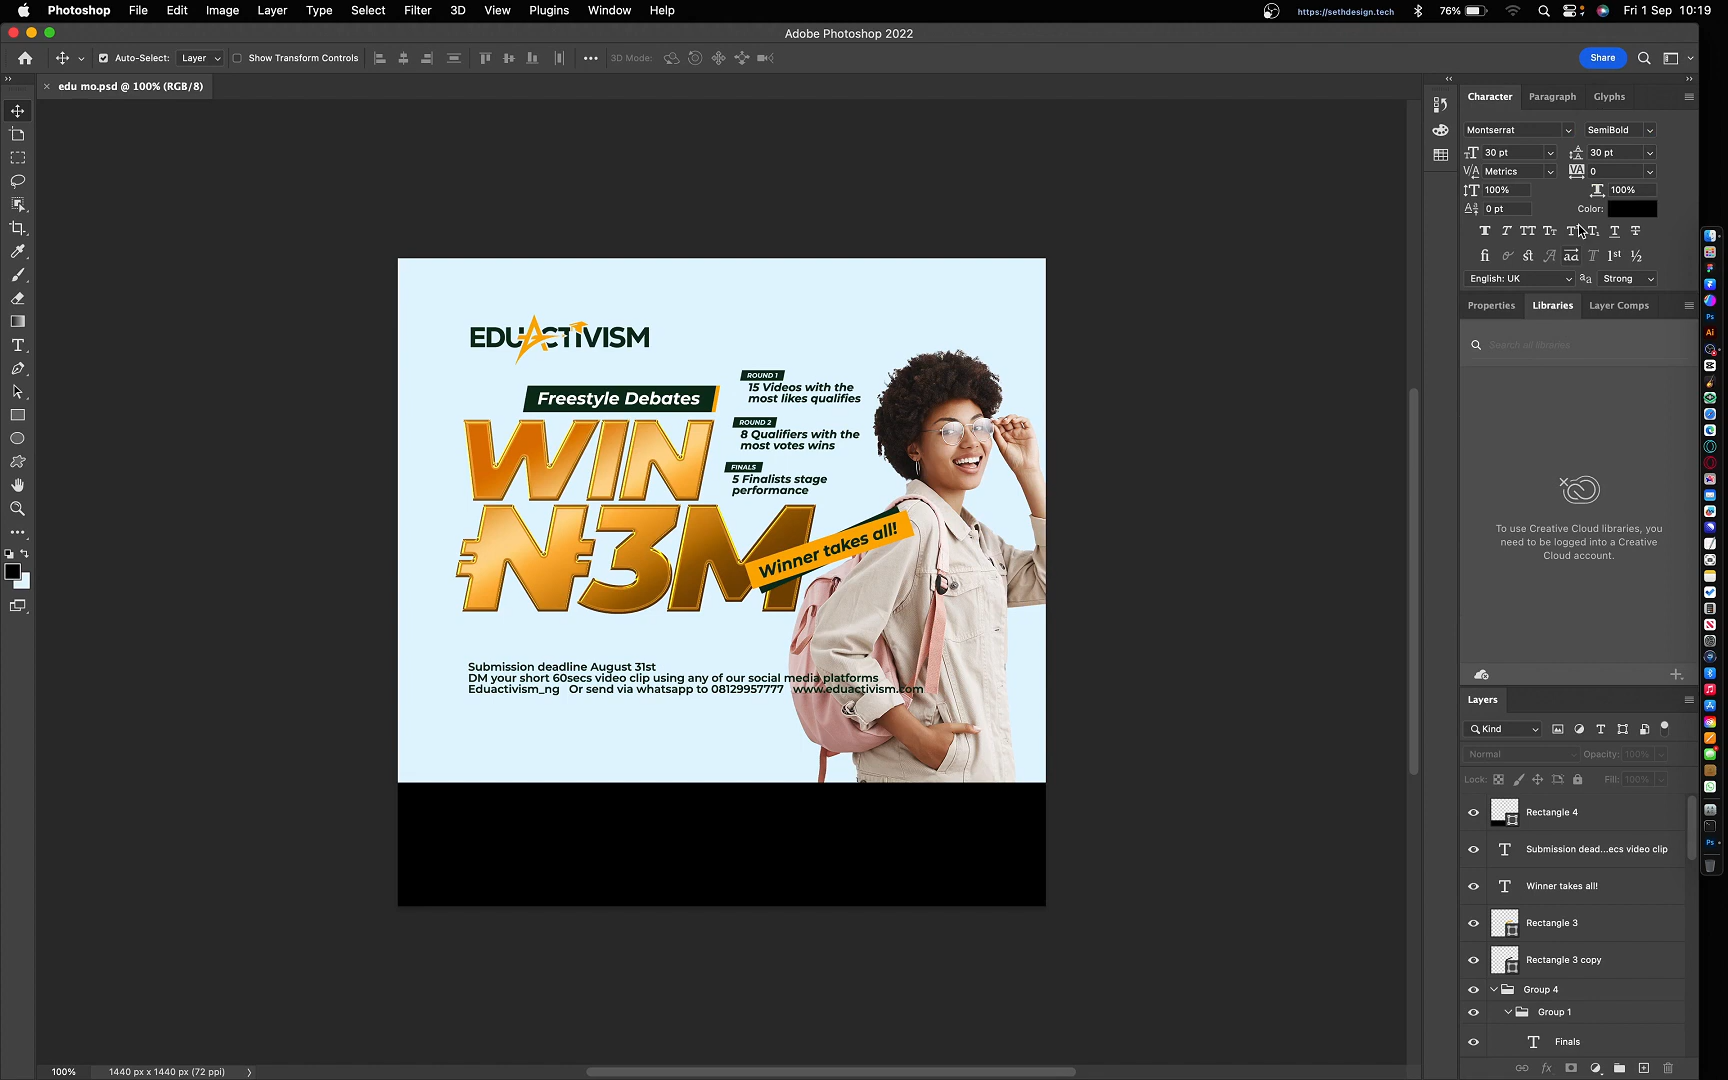 Photoshop File Edit Image Layer Type Select Filter 3D View Plugins Window Help
https://sethdesign.tech 76% Fri 1 Sep 10:19
Adobe Photoshop 2022
Auto-Select: Layer Show Transform Controls 3D Mode: Share
edu mo.psd @ 100% (RGB/8)
Character Paragraph Glyphs
Montserrat SemiBold
30 pt 30 pt
Metrics 0
100% 100%
0 pt Color:
English: UK Strong
Properties Libraries Layer Comps
Search all libraries
To use Creative Cloud libraries, you
need to be logged into a Creative
Cloud account.
Layers
Kind
Normal Opacity: 100%
Lock: Fill: 100%
Rectangle 4
Submission dead...ecs video clip
Winner takes all!
Rectangle 3
Rectangle 3 copy
Group 4
Group 1
Finals
EDUACTIVISM
Freestyle Debates
WIN
₦3M
Winner takes all!
ROUND 1
15 Videos with the
most likes qualifies
ROUND 2
8 Qualifiers with the
most votes wins
FINALS
5 Finalists stage
performance
Submission deadline August 31st
DM your short 60secs video clip using any of our social media platforms
Eduactivism_ng Or send via whatsapp to 08129957777 www.eduactivism.com
100% 1440 px x 1440 px (72 ppi)